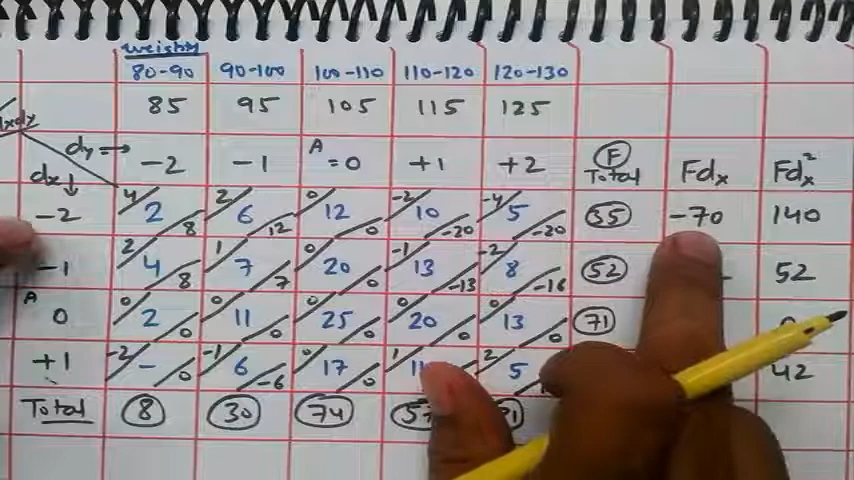 weights
80-90 90-100 100-110 110-120 120-130
85 95 105 115 125
dxdy
dy →
dx ↓
-2 -1 A = 0 +1 +2 F Total Fdx Fdx²
-2 4 2 8 2 6 12 0 12 0 -2 10 -20 -4 5 -20 35 -70 140
-1 2 4 8 1 7 7 0 20 0 -1 13 -13 -2 8 -16 52 52
A 0 0 2 0 0 11 0 0 25 0 0 20 0 0 13 0 71
+1 -2 - 0 -1 6 -6 0 17 0 1 2 5 42
Total 8 30 74